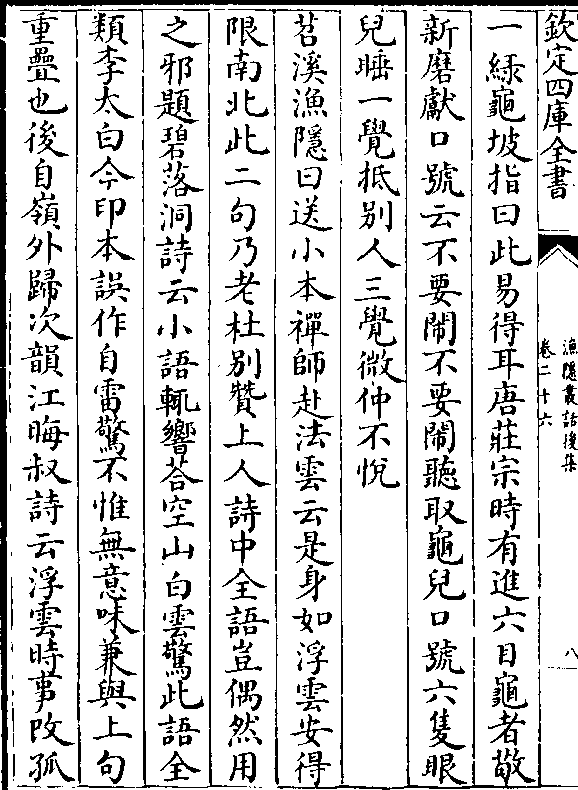 欽定四庫全書
漁隱叢話後集
卷二十六
八
一綠龜坡指曰此易得耳唐莊宗時有進六目龜者敬
新磨獻口號云不要鬧不要鬧聽取龜兒口號六隻眼
兒睡一覺抵别人三覺微仲不悅
苕溪漁隱曰送小本禪師赴法雲云是身如浮雲安得
限南北此二句乃老杜别贊上人詩中全語豈偶然用
之邪題碧落洞詩云小語輒響荅空山白雲驚此語全
類李太白今印本誤作自雷驚不惟無意味兼與上句
重疊也後自嶺外歸次韻江晦叔詩云浮雲時事改孤